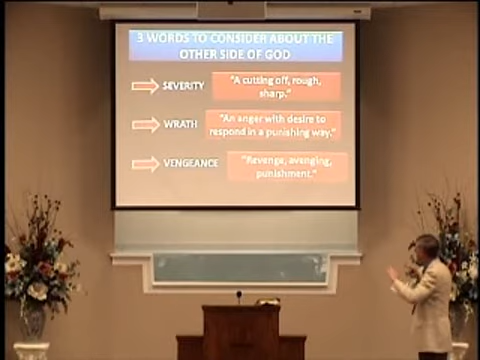 3 WORDS TO CONSIDER ABOUT THE
OTHER SIDE OF GOD
SEVERITY
"A cutting off, rough,
sharp."
WRATH
"An anger with desire to
respond in a punishing way."
VENGEANCE
"Revenge, avenging,
punishment."